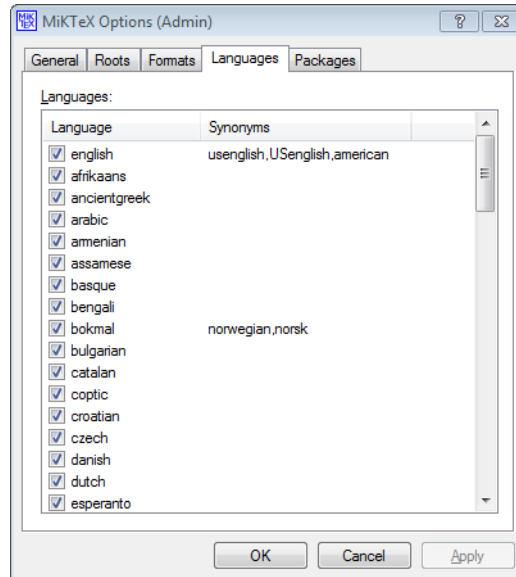 MiKTeX Options (Admin)
General Roots Formats Languages Packages
Languages:
Language Synonyms
english usenglish,USenglish,american
afrikaans
ancientgreek
arabic
armenian
assamese
basque
bengali
bokmal norwegian,norsk
bulgarian
catalan
coptic
croatian
czech
danish
dutch
esperanto
OK Cancel Apply